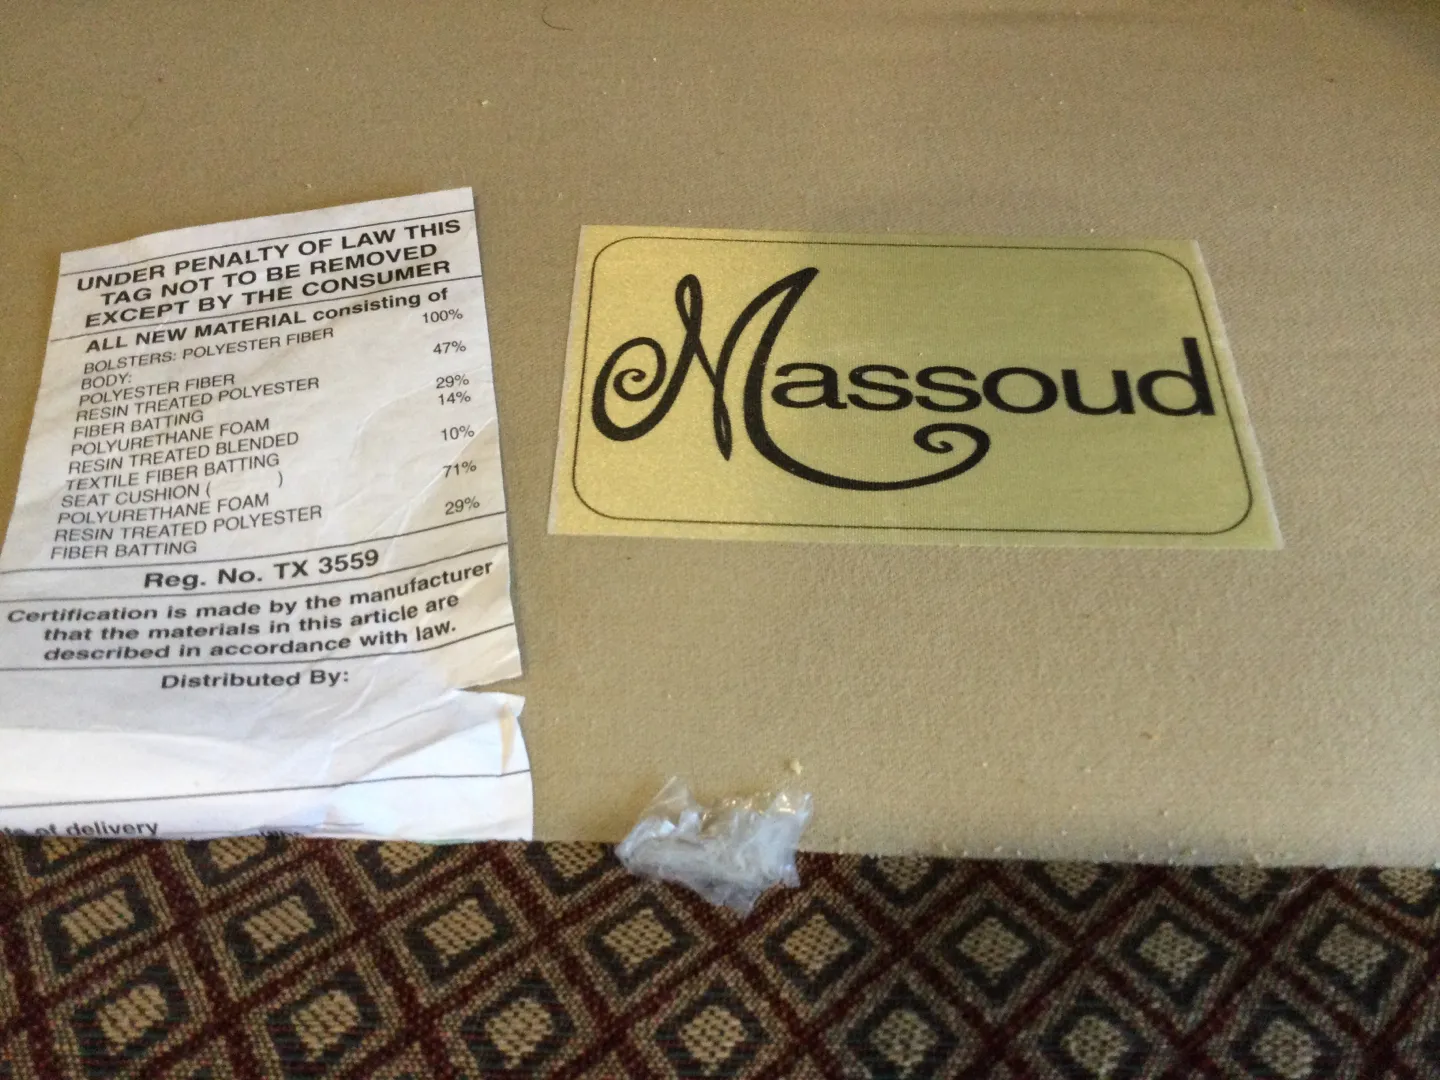 UNDER PENALTY OF LAW THIS
TAG NOT TO BE REMOVED
EXCEPT BY THE CONSUMER
ALL NEW MATERIAL consisting of
BOLSTERS: POLYESTER FIBER 100%
BODY:
POLYESTER FIBER 47%
RESIN TREATED POLYESTER 29%
FIBER BATTING
POLYURETHANE FOAM 14%
RESIN TREATED BLENDED 10%
TEXTILE FIBER BATTING
SEAT CUSHION ( )
POLYURETHANE FOAM 71%
RESIN TREATED POLYESTER 29%
FIBER BATTING
Reg. No. TX 3559
Certification is made by the manufacturer
that the materials in this article are
described in accordance with law.
Distributed By:
of delivery
Massoud